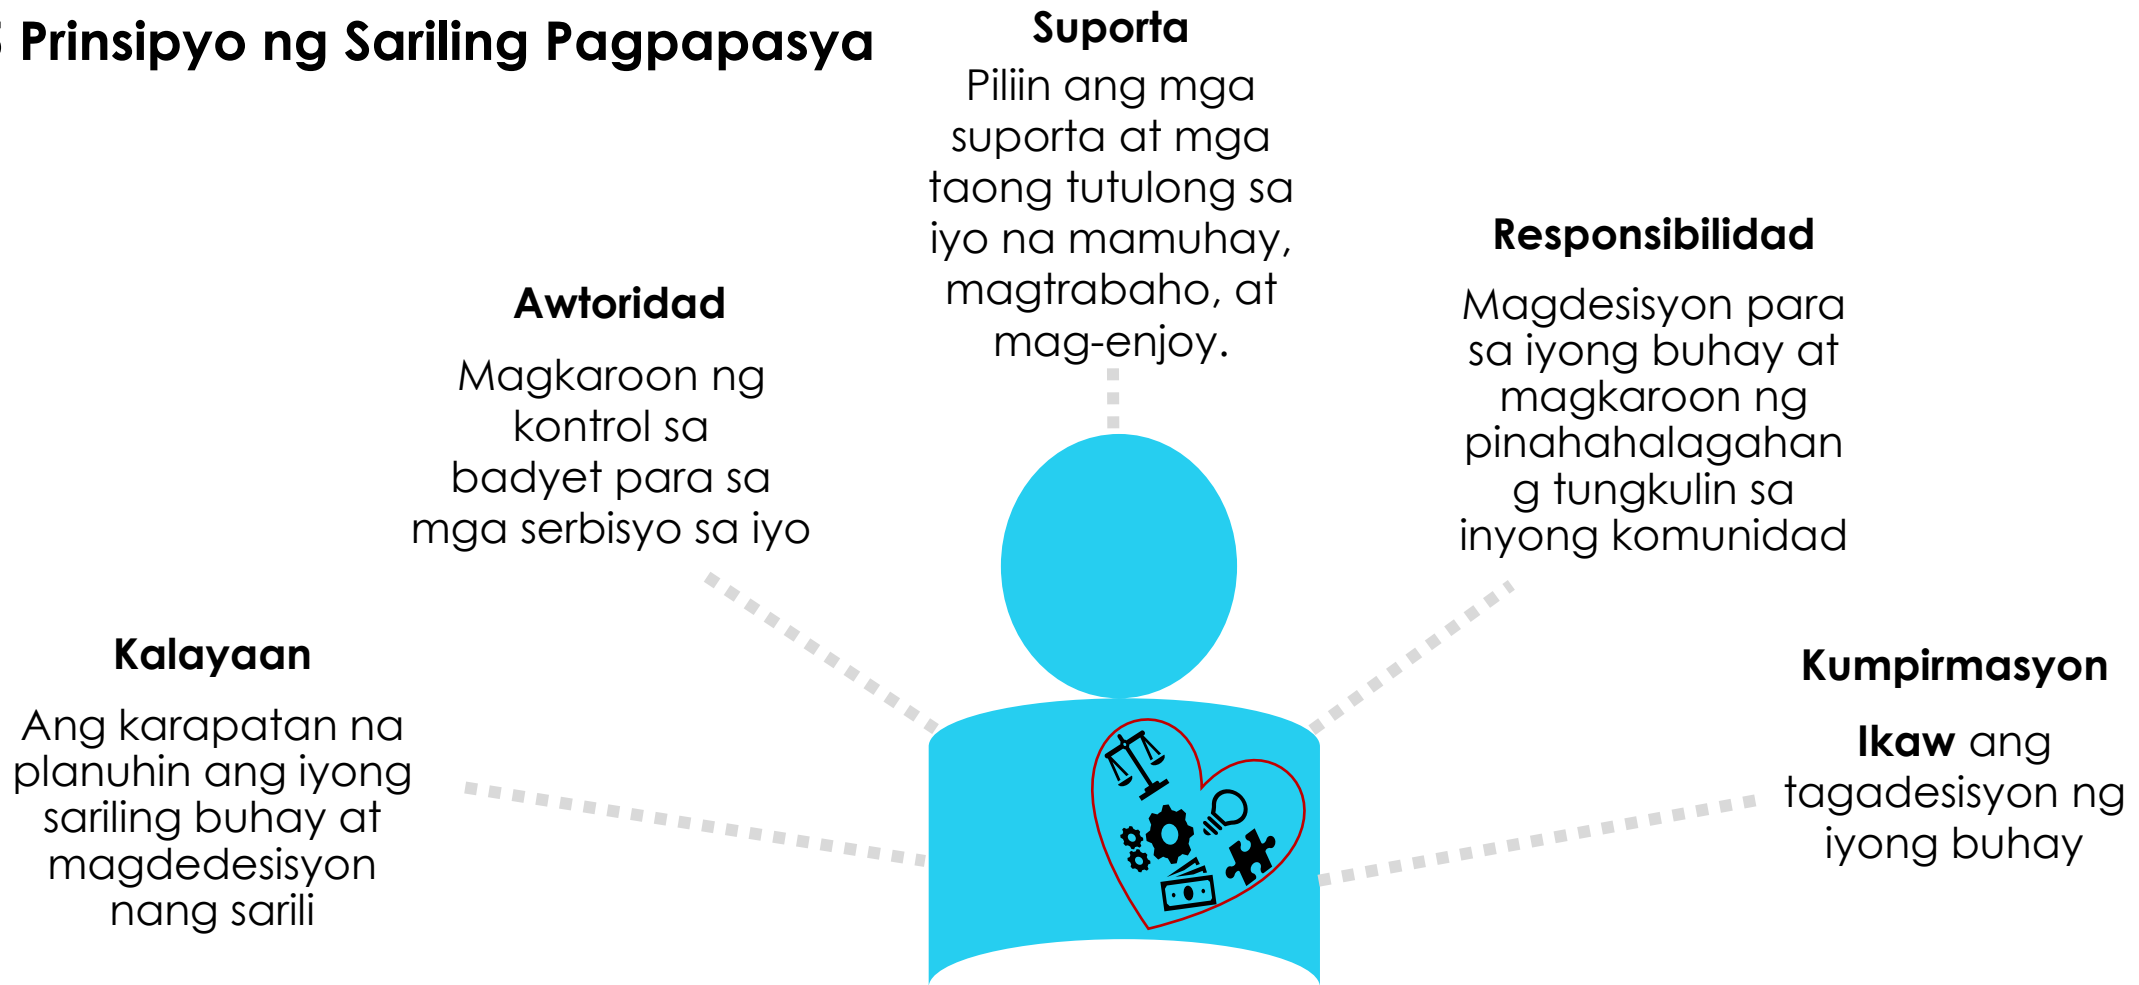 5 Prinsipyo ng Sariling Pagpapasya
Suporta
Piliin ang mga
suporta at mga
taong tutulong sa
iyo na mamuhay,
magtrabaho, at
mag-enjoy.
Responsibilidad
Magdesisyon para
sa iyong buhay at
magkaroon ng
pinahahalagahan
g tungkulin sa
inyong komunidad
Awtoridad
Magkaroon ng
kontrol sa
badyet para sa
mga serbisyo sa iyo
Kalayaan
Ang karapatan na
planuhin ang iyong
sariling buhay at
magdedesisyon
nang sarili
Kumpirmasyon
Ikaw ang
tagadesisyon ng
iyong buhay